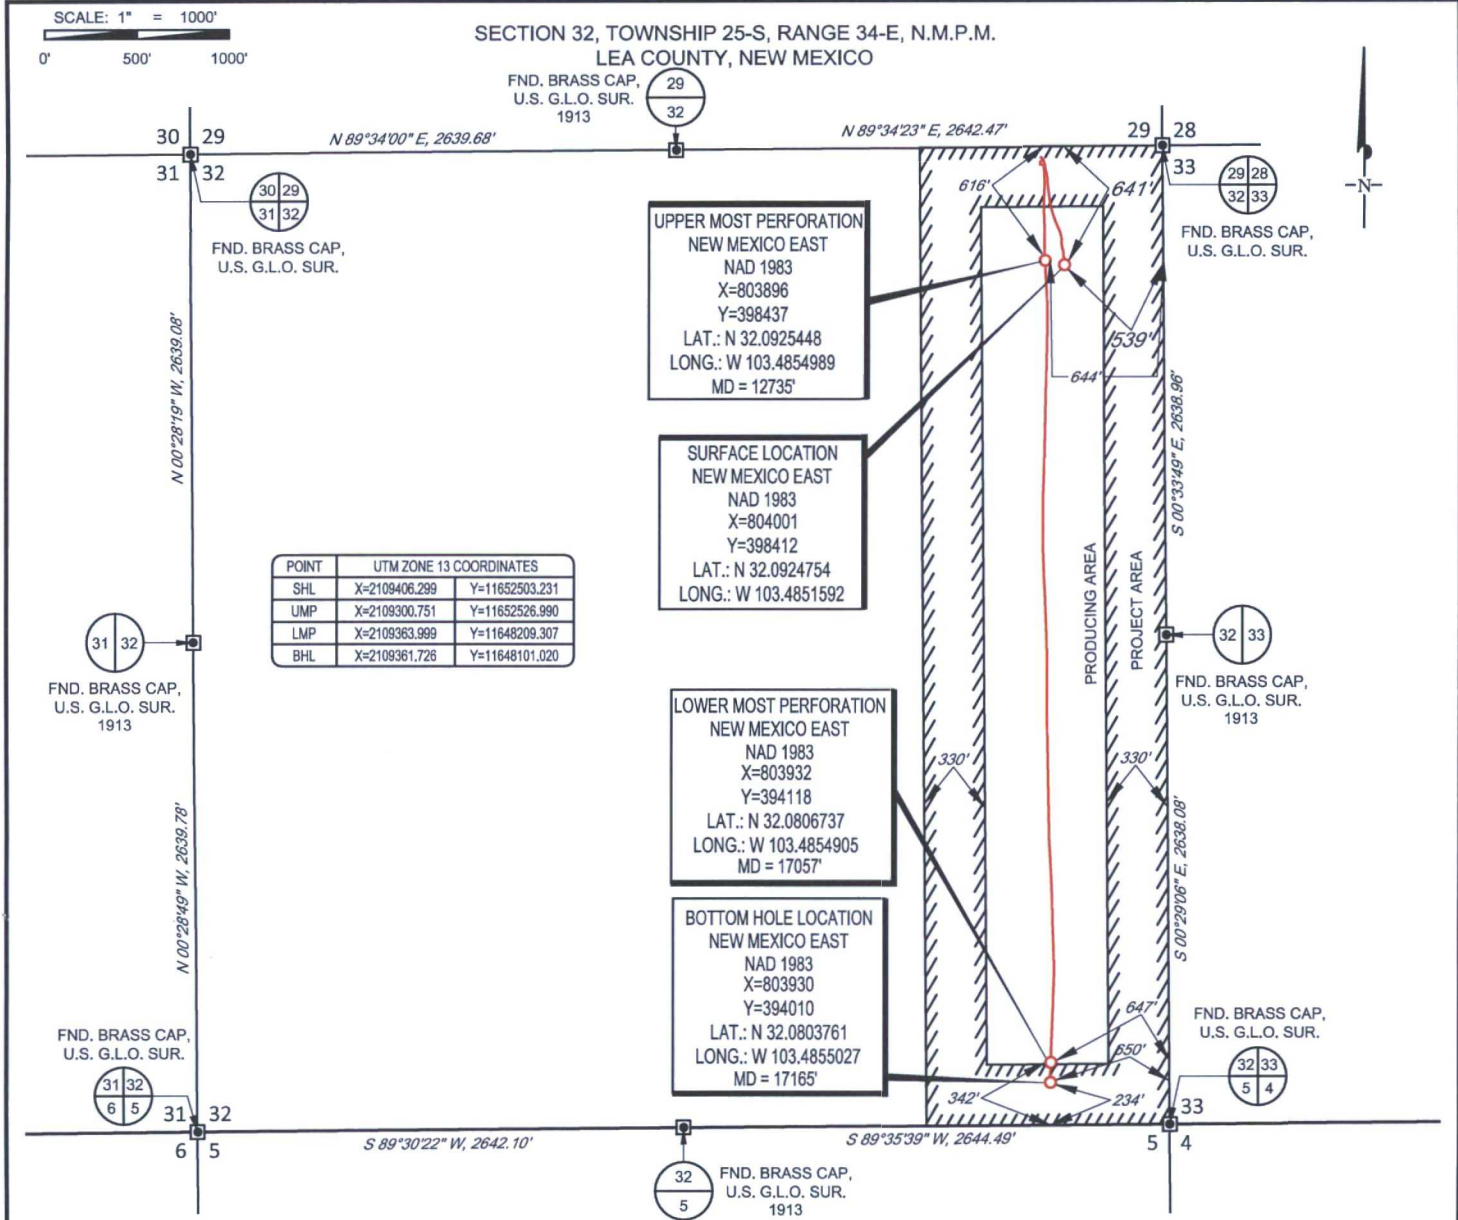 SCALE: 1" = 1000'
0' 500' 1000'
SECTION 32, TOWNSHIP 25-S, RANGE 34-E, N.M.P.M.
LEA COUNTY, NEW MEXICO
FND. BRASS CAP,
U.S. G.L.O. SUR.
1913
29
32
30 29
31 32
N 89°34'00" E, 2639.68'
N 89°34'23" E, 2642.47'
29 28
33
30 29
31 32
FND. BRASS CAP,
U.S. G.L.O. SUR.
29 28
32 33
FND. BRASS CAP,
U.S. G.L.O. SUR.
N
616'
641'
539'
644'
UPPER MOST PERFORATION
NEW MEXICO EAST
NAD 1983
X=803896
Y=398437
LAT.: N 32.0925448
LONG.: W 103.4854989
MD = 12735'
SURFACE LOCATION
NEW MEXICO EAST
NAD 1983
X=804001
Y=398412
LAT.: N 32.0924754
LONG.: W 103.4851592
N 00°28'19" W, 2639.08'
S 00°33'49" E, 2638.96'
POINT UTM ZONE 13 COORDINATES
SHL X=2109406.299 Y=11652503.231
UMP X=2109300.751 Y=11652526.990
LMP X=2109363.999 Y=11648209.307
BHL X=2109361.726 Y=11648101.020
PRODUCING AREA
PROJECT AREA
31 32
FND. BRASS CAP,
U.S. G.L.O. SUR.
1913
32 33
FND. BRASS CAP,
U.S. G.L.O. SUR.
1913
LOWER MOST PERFORATION
NEW MEXICO EAST
NAD 1983
X=803932
Y=394118
LAT.: N 32.0806737
LONG.: W 103.4854905
MD = 17057'
330'
330'
N 00°28'49" W, 2639.78'
S 00°29'06" E, 2638.08'
BOTTOM HOLE LOCATION
NEW MEXICO EAST
NAD 1983
X=803930
Y=394010
LAT.: N 32.0803761
LONG.: W 103.4855027
MD = 17165'
647'
650'
342'
234'
FND. BRASS CAP,
U.S. G.L.O. SUR.
31 32
6 5
31 32
6 5
FND. BRASS CAP,
U.S. G.L.O. SUR.
32 33
5 4
33
5 4
S 89°30'22" W, 2642.10'
S 89°35'39" W, 2644.49'
32
5
FND. BRASS CAP,
U.S. G.L.O. SUR.
1913